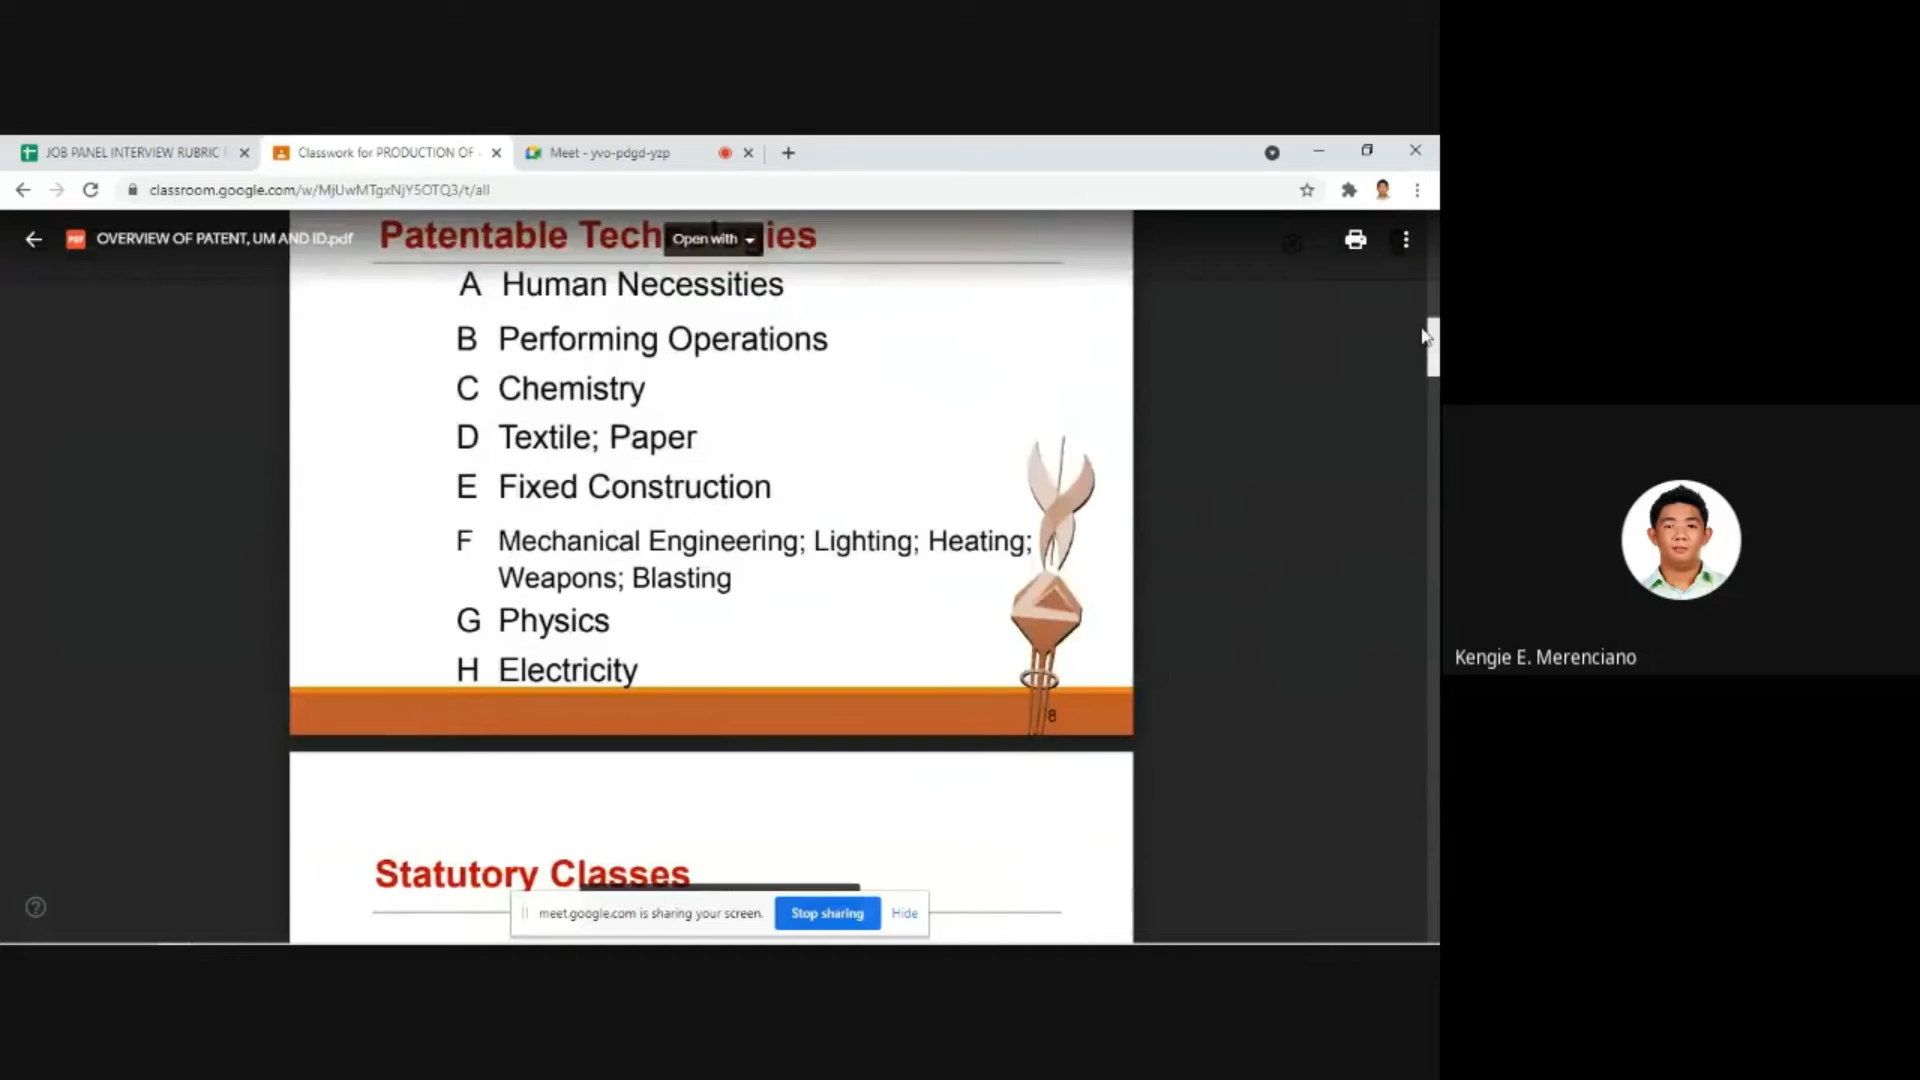 JOB PANEL INTERVIEW RUBRIC
Classwork for PRODUCTION OF
Meet - yvo-pdgd-yzp
classroom.google.com/w/MjUwMTgxNjY5OTQ3/t/all
PDF
OVERVIEW OF PATENT, UM AND ID.pdf
Patentable Tech ies
Open with
A Human Necessities
B Performing Operations
C Chemistry
D Textile; Paper
E Fixed Construction
F Mechanical Engineering; Lighting; Heating;
Weapons; Blasting
G Physics
H Electricity
8
Kengie E. Merenciano
Statutory Classes
meet.google.com is sharing your screen.
Stop sharing
Hide